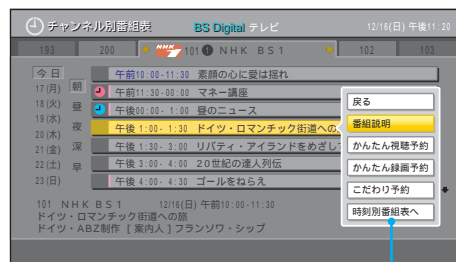 チャンネル別番組表 BS Digital テレビ 12/16(日) 午後11:20
193 200 NHK 101 ❶ NHK BS1 102 103
今日
17(月)
18(火)
19(水)
20(木)
21(金)
22(土)
23(日)
朝
昼
夜
深
早
午前10:00-11:30 素顔の心に愛は揺れ
午前11:30-00:00 マネー講座
午後00:00- 1:00 昼のニュース
午後 1:00- 1:30 ドイツ・ロマンチック街道への
午後 1:30- 3:00 リバティ・アイランドをめざし
午後 3:00- 4:00 20世紀の達人列伝
午後 4:00- 4:30 ゴールをねらえ
戻る
番組説明
かんたん視聴予約
かんたん録画予約
こだわり予約
時刻別番組表へ
101 NHK BS1 12/16(日) 午前10:00-11:30
ドイツ・ロマンチック街道への旅
ドイツ・ABZ制作 [案内人] フランソワ・シップ